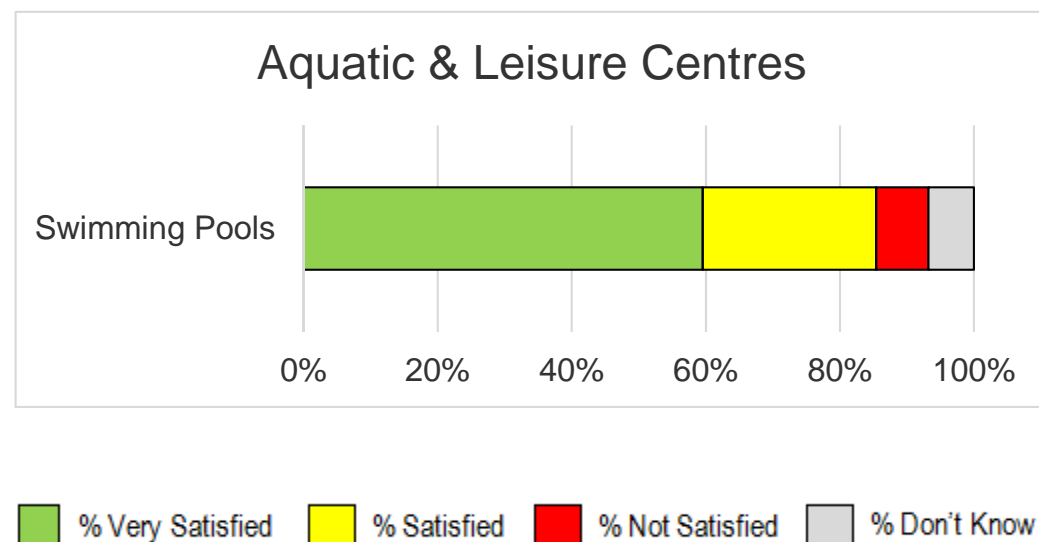 Aquatic & Leisure Centres
Swimming Pools
0% 20% 40% 60% 80% 100%
% Very Satisfied % Satisfied % Not Satisfied % Don't Know